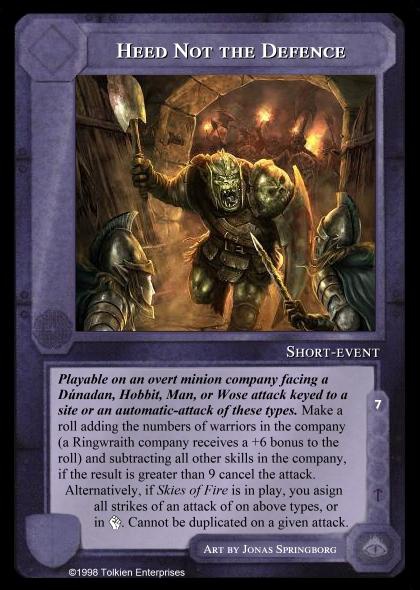 HEED NOT THE DEFENCE
SHORT-EVENT
Playable on an overt minion company facing a
Dúnadan, Hobbit, Man, or Wose attack keyed to a
site or an automatic-attack of these types. Make a
roll adding the numbers of warriors in the company
(a Ringwraith company receives a +6 bonus to the
roll) and subtracting all other skills in the company,
if the result is greater than 9 cancel the attack.
Alternatively, if Skies of Fire is in play, you asign
all strikes of an attack of on above types, or
in . Cannot be duplicated on a given attack.
7
ART BY JONAS SPRINGBORG
©1998 Tolkien Enterprises